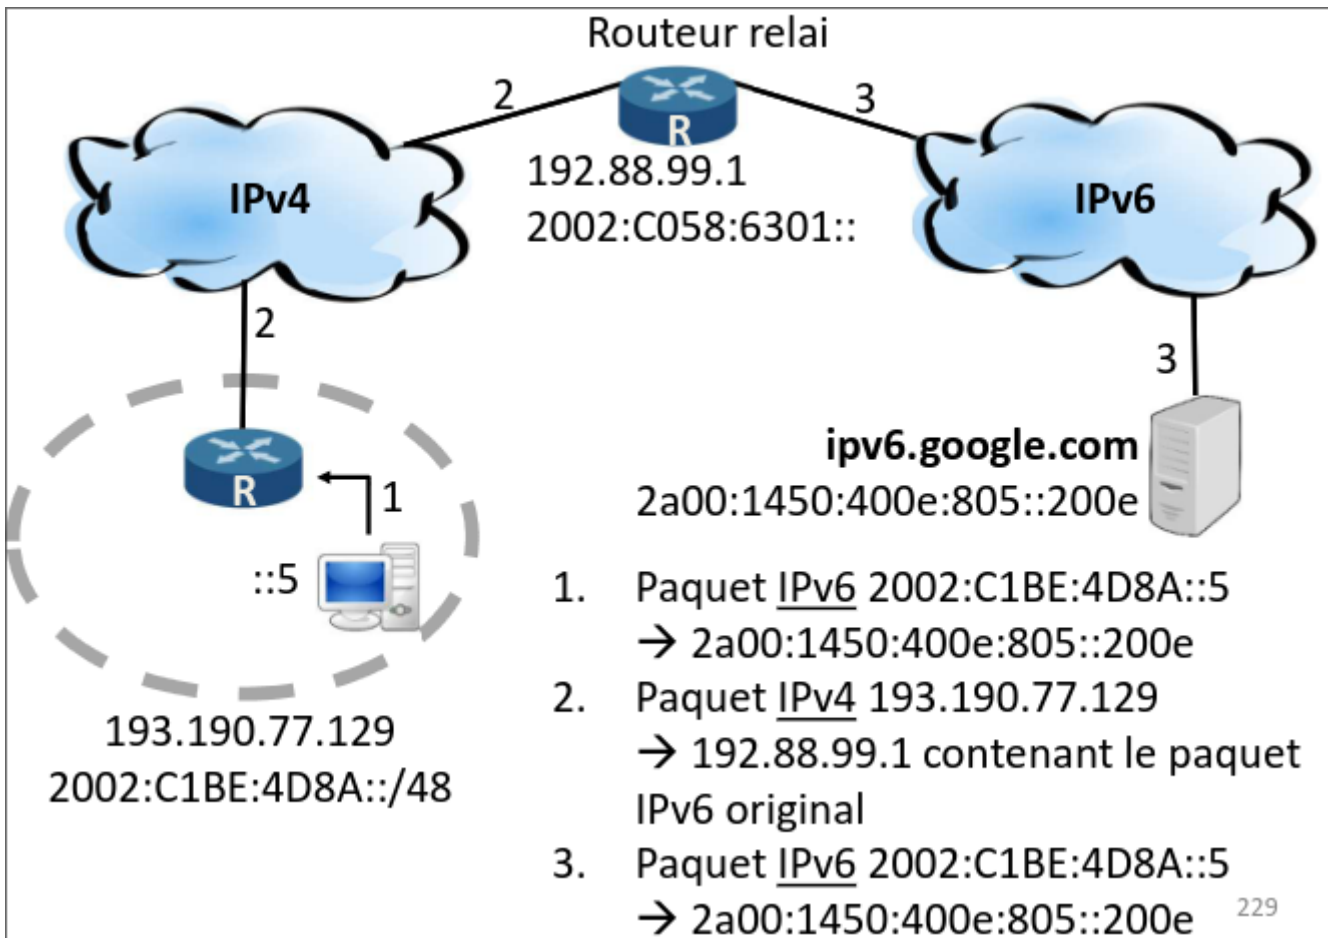 Routeur relai
2
3
R
192.88.99.1
2002:C058:6301::
IPv4
IPv6
2
3
R
1
::5
193.190.77.129
2002:C1BE:4D8A::/48
ipv6.google.com
2a00:1450:400e:805::200e
1. Paquet IPv6 2002:C1BE:4D8A::5
→ 2a00:1450:400e:805::200e
2. Paquet IPv4 193.190.77.129
→ 192.88.99.1 contenant le paquet
IPv6 original
3. Paquet IPv6 2002:C1BE:4D8A::5
→ 2a00:1450:400e:805::200e
229